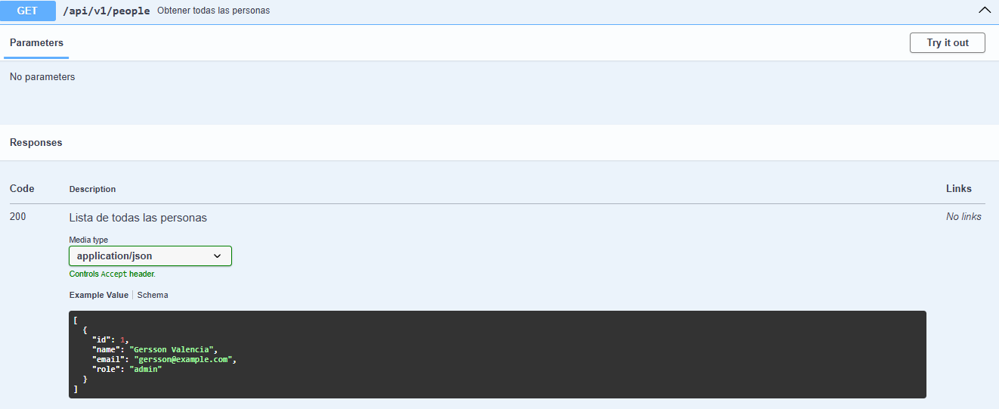 GET /api/v1/people Obtener todas las personas
Parameters
Try it out
No parameters
Responses
Code Description Links
200 Lista de todas las personas No links
Media type
application/json
Controls Accept header.
Example Value | Schema
[
  {
    "id": 1,
    "name": "Gersson Valencia",
    "email": "gersson@example.com",
    "role": "admin"
  }
]